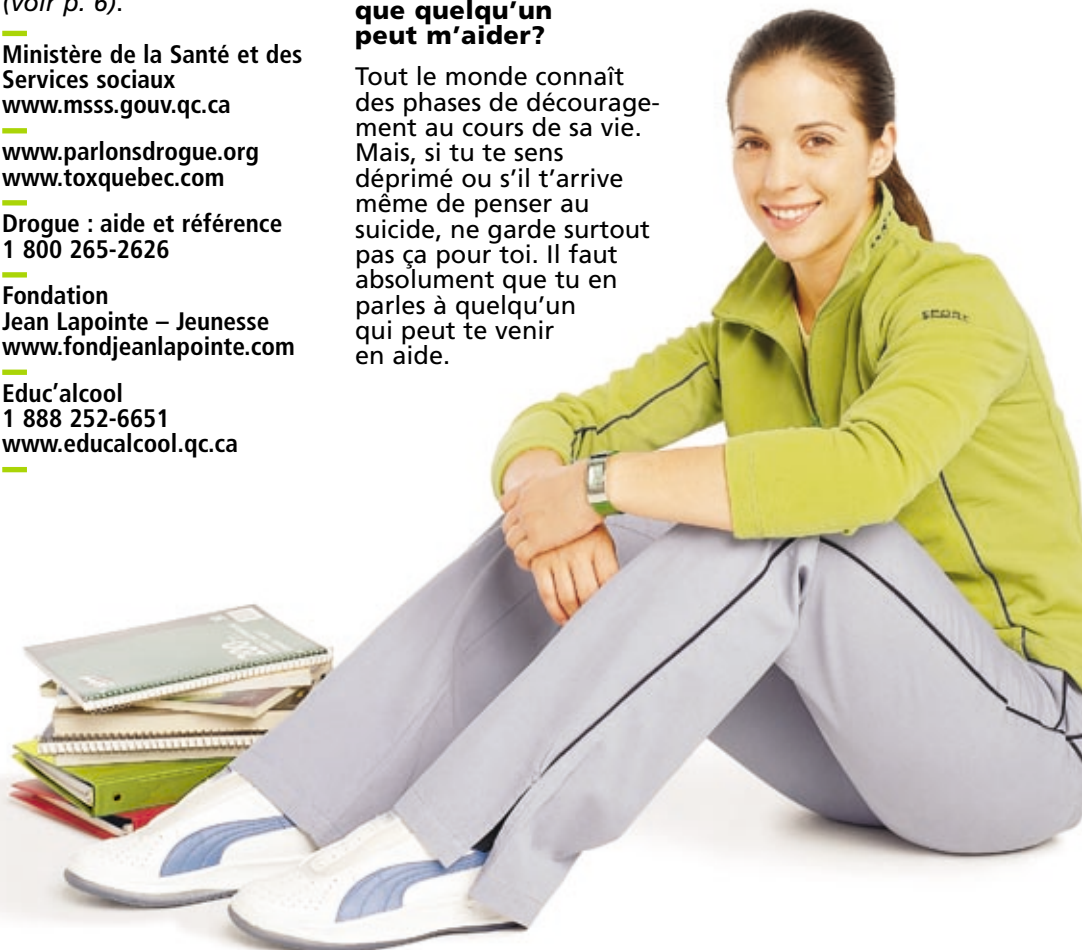 (voir p. 6).
Ministère de la Santé et des
Services sociaux
www.msss.gouv.qc.ca
www.parlonsdrogue.org
www.toxquebec.com
Drogue : aide et référence
1 800 265-2626
Fondation
Jean Lapointe – Jeunesse
www.fondjeanlapointe.com
Educ'alcool
1 888 252-6651
www.educalcool.qc.ca
que quelqu'un
peut m'aider?
Tout le monde connaît
des phases de décourage-
ment au cours de sa vie.
Mais, si tu te sens
déprimé ou s'il t'arrive
même de penser au
suicide, ne garde surtout
pas ça pour toi. Il faut
absolument que tu en
parles à quelqu'un
qui peut te venir
en aide.
SPORT